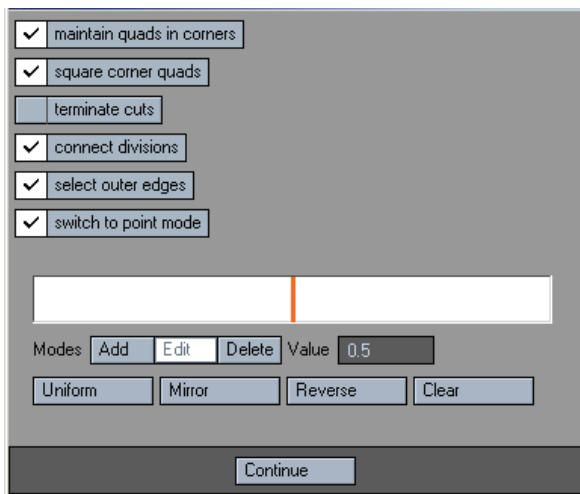 maintain quads in corners
square corner quads
terminate cuts
connect divisions
select outer edges
switch to point mode
Modes Add Edit Delete Value 0.5
Uniform Mirror Reverse Clear
Continue